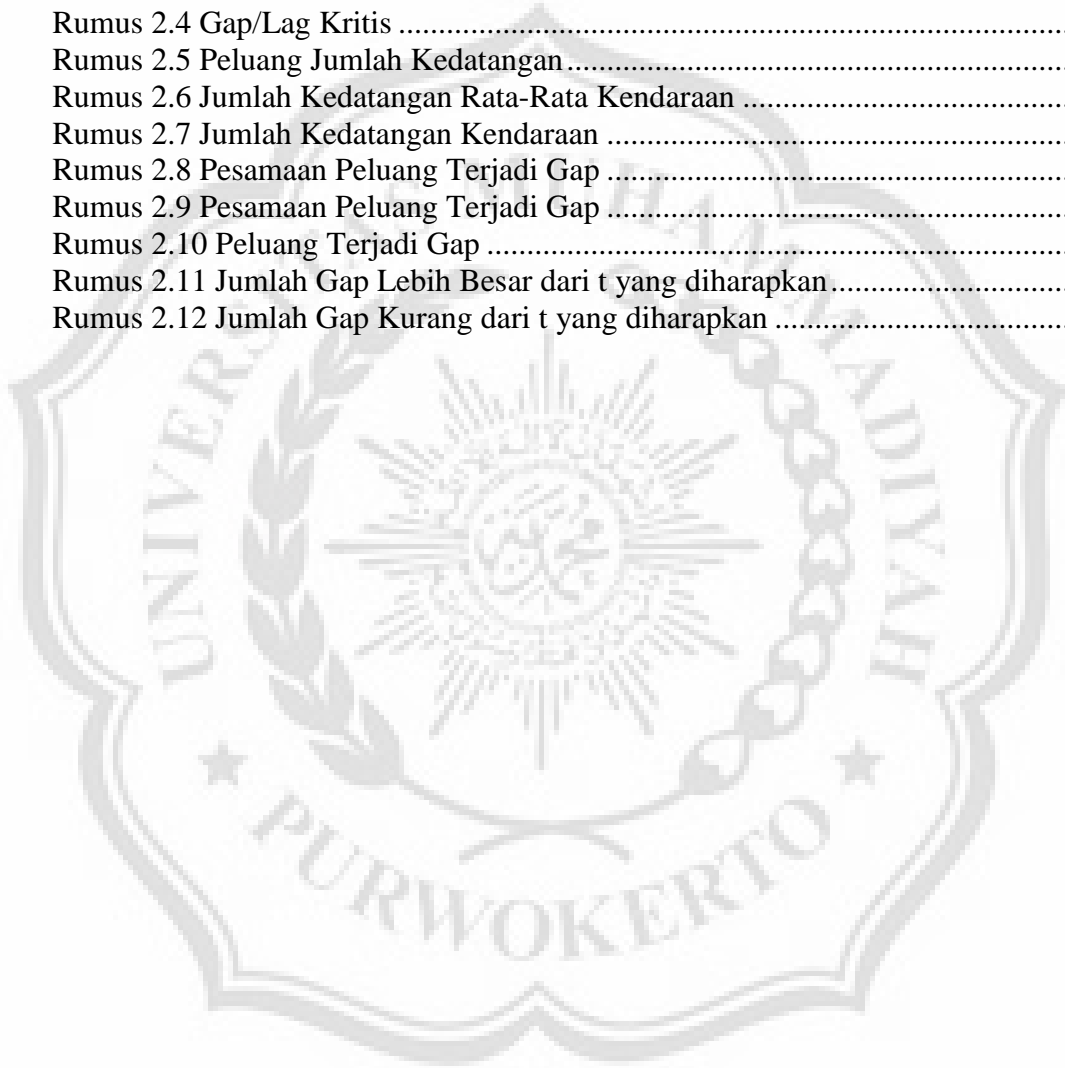 Rumus 2.4 Gap/Lag Kritis ....................................................................................
Rumus 2.5 Peluang Jumlah Kedatangan ...............................................................
Rumus 2.6 Jumlah Kedatangan Rata-Rata Kendaraan ........................................
Rumus 2.7 Jumlah Kedatangan Kendaraan ..........................................................
Rumus 2.8 Pesamaan Peluang Terjadi Gap ..........................................................
Rumus 2.9 Pesamaan Peluang Terjadi Gap ..........................................................
Rumus 2.10 Peluang Terjadi Gap .........................................................................
Rumus 2.11 Jumlah Gap Lebih Besar dari t yang diharapkan .............................
Rumus 2.12 Jumlah Gap Kurang dari t yang diharapkan ....................................
UNIVERSITAS MUHAMMADIYAH
PURWOKERTO